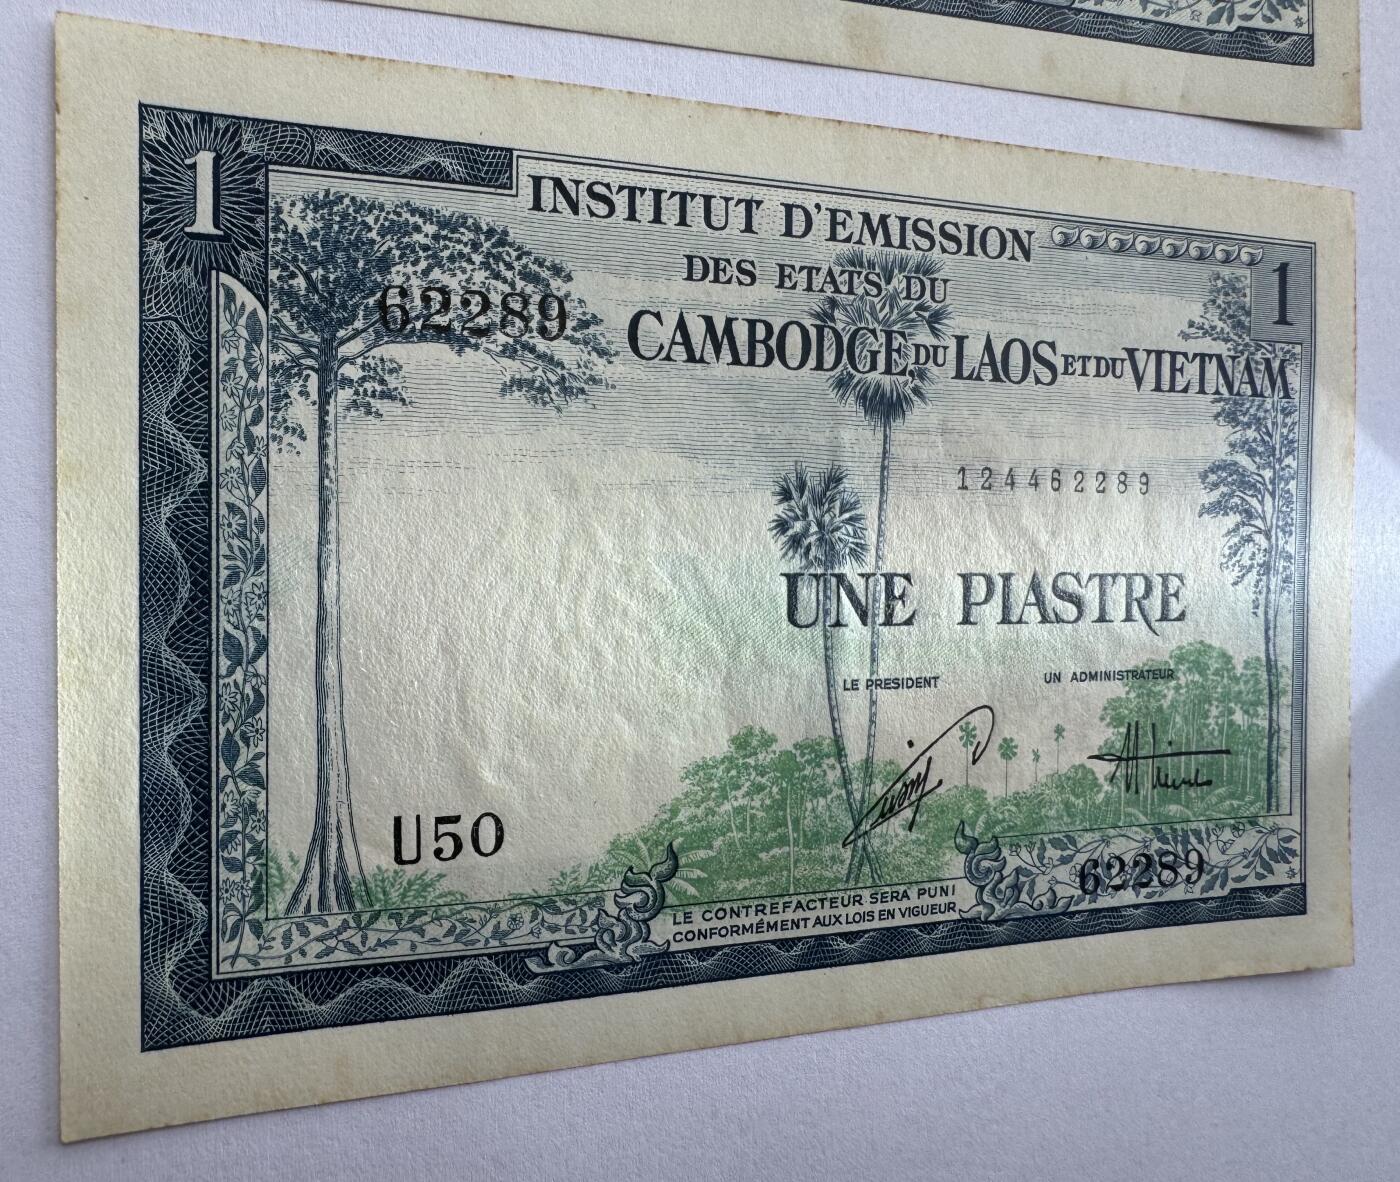 1
INSTITUT D'EMISSION
DES ETATS DU
CAMBODGE DU LAOS ET DU VIETNAM
1
62289
124462289
UNE PIASTRE
LE PRESIDENT
UN ADMINISTRATEUR
U50
62289
LE CONTREFACTEUR SERA PUNI
CONFORMÉMENT AUX LOIS EN VIGUEUR